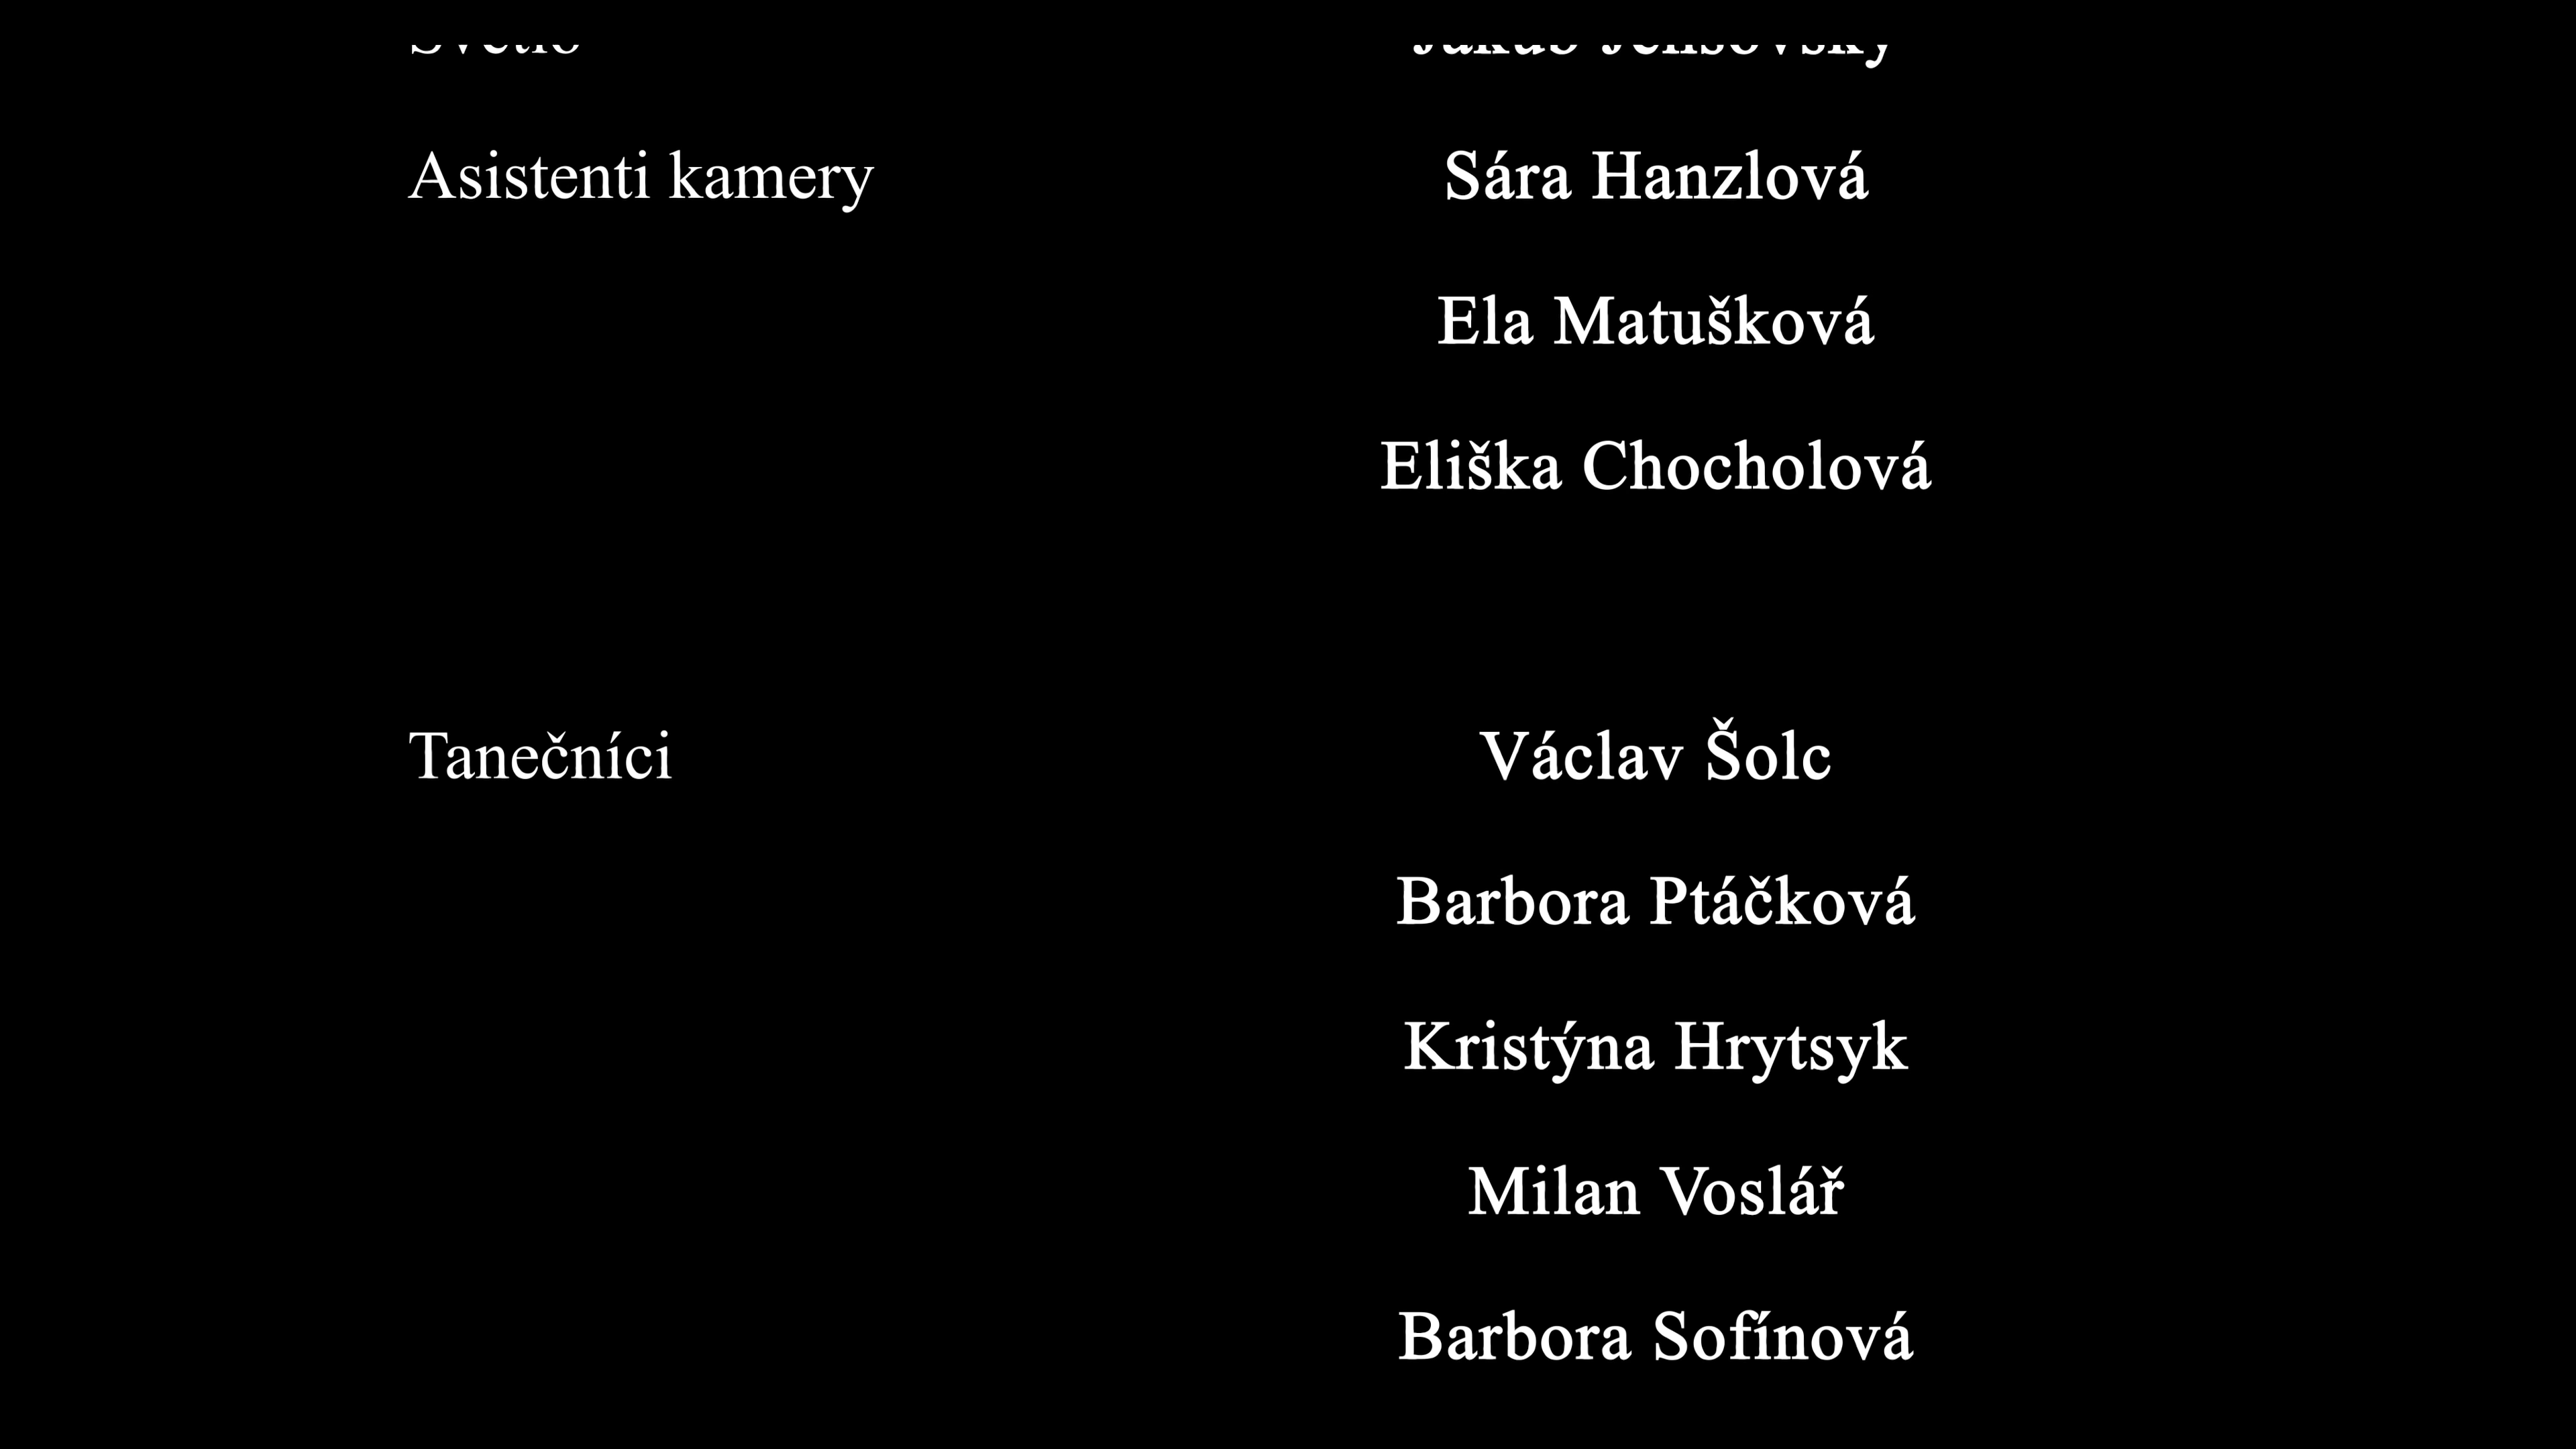 Asistenti kamery Sára Hanzlová
Ela Matušková
Eliška Chocholová
Tanečníci Václav Šolc
Barbora Ptáčková
Kristýna Hrytsyk
Milan Voslář
Barbora Sofínová